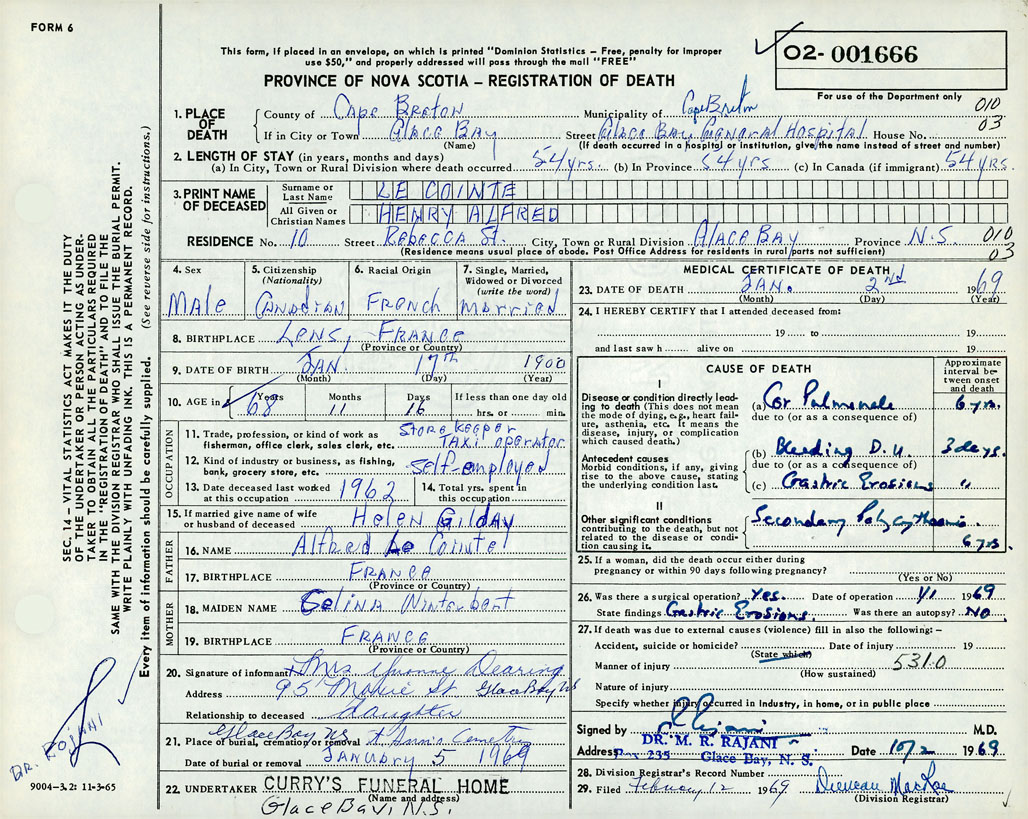 FORM 6
This form, if placed in an envelope, on which is printed "Dominion Statistics – Free, penalty for improper
use $50," and properly addressed will pass through the mail "FREE"
✓ 02- 001666
For use of the Department only
PROVINCE OF NOVA SCOTIA – REGISTRATION OF DEATH
010
03
1. PLACE OF DEATH County of Cape Breton Municipality of Cape Breton
If in City or Town Glace Bay Street Glace Bay General Hospital House No.
(Name) (If death occurred in a hospital or institution, give name instead of street and number)
2. LENGTH OF STAY (in years, months and days)
(a) In City, Town or Rural Division where death occurred 54 yrs. (b) In Province 54 yrs (c) In Canada (if immigrant) 54 yrs
3. PRINT NAME OF DECEASED
Surname or Last Name LE COINTE
All Given or Christian Names HENRY ALFRED
RESIDENCE No. 10 Street Rebecca St. City, Town or Rural Division Glace Bay Province N.S. 010
(Residence means usual place of abode. Post Office Address for residents in rural parts not sufficient) 03
4. Sex Male
5. Citizenship (Nationality) Canadian
6. Racial Origin French
7. Single, Married, Widowed or Divorced (write the word) Married
8. BIRTHPLACE Lens, France
(Province or Country)
9. DATE OF BIRTH Jan. 17th 1900
(Month) (Day) (Year)
10. AGE in Years 68 Months 11 Days 16 If less than one day old
hrs. or min.
OCCUPATION
11. Trade, profession, or kind of work as fisherman, office clerk, sales clerk, etc. Store keeper Taxi operator
12. Kind of industry or business, as fishing, bank, grocery store, etc. Self-employed
13. Date deceased last worked at this occupation 1962
14. Total yrs. spent in this occupation
15. If married give name of wife or husband of deceased Helen Gilday
FATHER
16. NAME Alfred Le Cointe
17. BIRTHPLACE France
(Province or Country)
MOTHER
18. MAIDEN NAME Celina
19. BIRTHPLACE France
(Province or Country)
20. Signature of informant Mrs Yvonne Dearing
Address 95 St Glace Bay NS
Relationship to deceased daughter
21. Place of burial, cremation or removal Glace Bay NS St Ann's Cemetery
Date of burial or removal January 5 1969
22. UNDERTAKER CURRY'S FUNERAL HOME
(Name and address)
Glace Bay, N.S.
MEDICAL CERTIFICATE OF DEATH
23. DATE OF DEATH Jan. 2nd 1969
(Month) (Day) (Year)
24. I HEREBY CERTIFY that I attended deceased from:
19 to 19
and last saw h alive on 19
CAUSE OF DEATH
Approximate interval between onset and death
I
Disease or condition directly leading to death (This does not mean the mode of dying, e.g., heart failure, asthenia, etc. It means the disease, injury, or complication which caused death.)
(a) Cor Pulmonale 6 yrs.
due to (or as a consequence of)
Antecedent causes
Morbid conditions, if any, giving rise to the above cause, stating the underlying condition last.
(b) Bleeding D.U. 3 days.
due to (or as a consequence of)
(c) Gastric Erosions "
II
Other significant conditions
contributing to the death, but not related to the disease or condition causing it.
Secondary Polycythaemia 6 yrs.
25. If a woman, did the death occur either during
pregnancy or within 90 days following pregnancy?
(Yes or No)
26. Was there a surgical operation? Yes. Date of operation 1/1 1969
State findings Gastric Erosions. Was there an autopsy? No
27. If death was due to external causes (violence) fill in also the following: –
Accident, suicide or homicide? Date of injury 19
(State which)
Manner of injury 531.0
(How sustained)
Nature of injury
Specify whether injury occurred in industry, in home, or in public place
Signed by Rajani M.D.
DR. M. R. RAJANI
Address Box 235 Glace Bay, N. S. Date 10/2 1969
28. Division Registrar's Record Number
29. Filed February 12 1969 Duncan MacRae
(Division Registrar)
SEC. 14 – VITAL STATISTICS ACT MAKES IT THE DUTY
OF THE UNDERTAKER OR PERSON ACTING AS UNDER-
TAKER TO OBTAIN ALL THE PARTICULARS REQUIRED
IN THE "REGISTRATION OF DEATH" AND TO FILE THE
SAME WITH THE DIVISION REGISTRAR WHO SHALL ISSUE THE BURIAL PERMIT.
WRITE PLAINLY WITH UNFADING INK. THIS IS A PERMANENT RECORD.
Every item of information should be carefully supplied. (See reverse side for instructions.)
DR. ROJANI
9004–3.2: 11-3-65